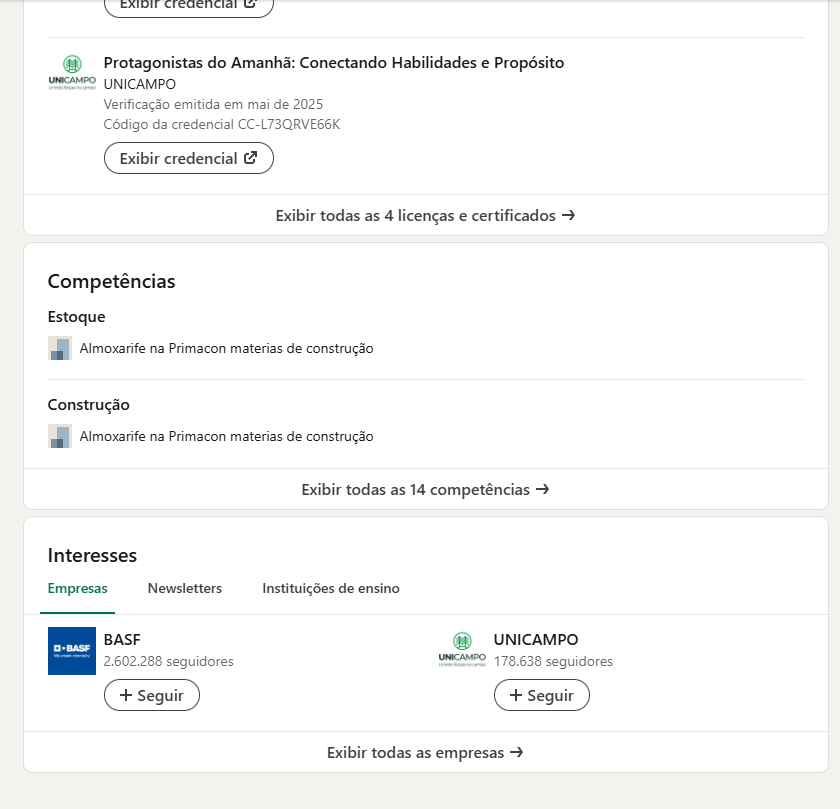 Exibir credencial
Protagonistas do Amanhã: Conectando Habilidades e Propósito
UNICAMPO
UNICAMPO
Verificação emitida em mai de 2025
Código da credencial CC-L73QRVE66K
Exibir credencial
Exibir todas as 4 licenças e certificados →
Competências
Estoque
Almoxarife na Primacon materias de construção
Construção
Almoxarife na Primacon materias de construção
Exibir todas as 14 competências →
Interesses
Empresas Newsletters Instituições de ensino
BASF
We create chemistry
BASF
2.602.288 seguidores
+ Seguir
UNICAMPO
UNICAMPO
178.638 seguidores
+ Seguir
Exibir todas as empresas →